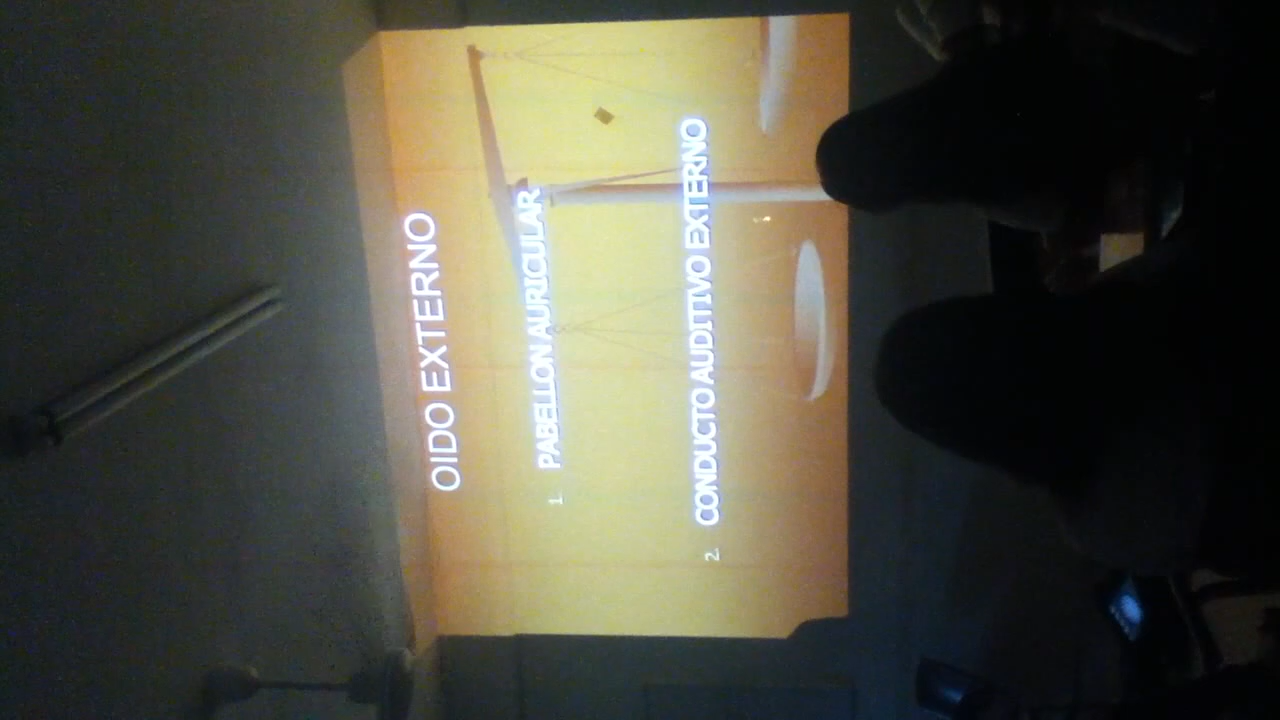 OIDO EXTERNO
1. PABELLON AURICULAR
2. CONDUCTO AUDITIVO EXTERNO